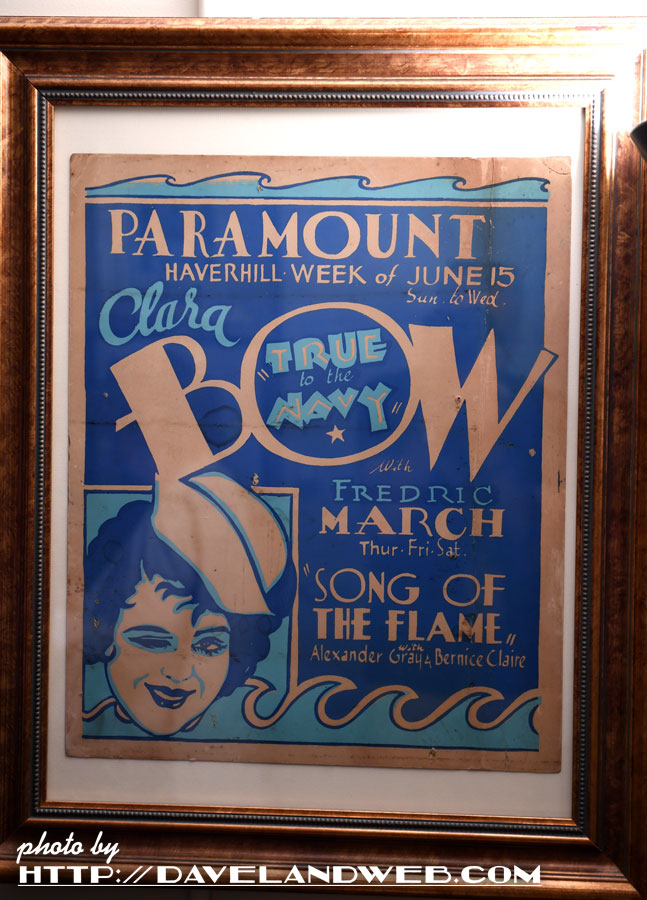 PARAMOUNT
HAVERHILL · WEEK of JUNE 15
Sun. to Wed.
Clara
BOW
"TRUE
to the
NAVY"
With
FREDRIC
MARCH
Thur · Fri · Sat.
"SONG OF
THE FLAME"
with
Alexander Gray & Bernice Claire
photo by
HTTP://DAVELANDWEB.COM